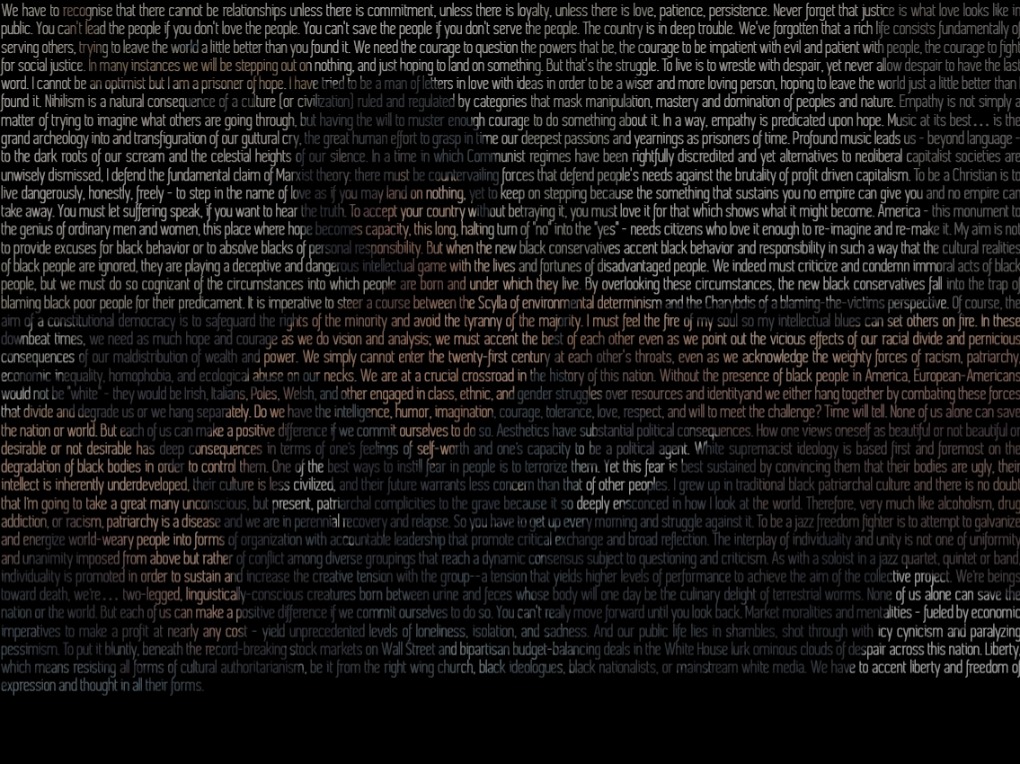 We have to recognise that there cannot be relationships unless there is commitment, unless there is loyalty, unless there is love, patience, persistence. Never forget that justice is what love looks like in
public. You can't lead the people if you don't love the people. You can't save the people if you don't serve the people. The country is in deep trouble. We've forgotten that a rich life consists fundamentally of
serving others, trying to leave the world a little better than you found it. We need the courage to question the powers that be, the courage to be impatient with evil and patient with people, the courage to fight
for social justice. In many instances we will be stepping out on nothing, and just hoping to land on something. But that's the struggle. To live is to wrestle with despair, yet never allow despair to have the last
word. I cannot be an optimist but I am a prisoner of hope. I have tried to be a man of letters in love with ideas in order to be a wiser and more loving person, hoping to leave the world just a little better than I
found it. Nihilism is a natural consequence of a culture (or civilization) ruled and regulated by categories that mask manipulation, mastery and domination of peoples and nature. Empathy is not simply a
matter of trying to imagine what others are going through, but having the will to muster enough courage to do something about it. In a way, empathy is predicated upon hope. Music at its best... is the
grand archeology into and transfiguration of our guttural cry, the great human effort to grasp in time our deepest passions and yearnings as prisoners of time. Profound music leads us - beyond language -
to the dark roots of our scream and the celestial heights of our silence. In a time in which Communist regimes have been rightfully discredited and yet alternatives to neoliberal capitalist societies are
unwisely dismissed, I defend the fundamental claim of Marxist theory: there must be countervailing forces that defend people's needs against the brutality of profit driven capitalism. To be a Christian is to
live dangerously, honestly, freely - to step in the name of love as if you may land on nothing, yet to keep on stepping because the something that sustains you no empire can give you and no empire can
take away. You must let suffering speak, if you want to hear the truth. To accept your country without betraying it, you must love it for that which shows what it might become. America - this monument to
the genius of ordinary men and women, this place where hope becomes capacity, this long, halting turn of "no" into the "yes" - needs citizens who love it enough to re-imagine and re-make it. My aim is not
to provide excuses for black behavior or to absolve blacks of personal responsibility. But when the new black conservatives accent black behavior and responsibility in such a way that the cultural realities
of black people are ignored, they are playing a deceptive and dangerous intellectual game with the lives and fortunes of disadvantaged people. We indeed must criticize and condemn immoral acts of black
people, but we must do so cognizant of the circumstances into which people are born and under which they live. By overlooking these circumstances, the new black conservatives fall into the trap of
blaming black poor people for their predicament. It is imperative to steer a course between the Scylla of environmental determinism and the Charybdis of a blaming-the-victims perspective. Of course, the
aim of a constitutional democracy is to safeguard the rights of the minority and avoid the tyranny of the majority. I must feel the fire of my soul so my intellectual blues can set others on fire. In these
downbeat times, we need as much hope and courage as we do vision and analysis; we must accent the best of each other even as we point out the vicious effects of our racial divide and pernicious
consequences of our maldistribution of wealth and power. We simply cannot enter the twenty-first century at each other's throats, even as we acknowledge the weighty forces of racism, patriarchy,
economic inequality, homophobia, and ecological abuse on our necks. We are at a crucial crossroad in the history of this nation. Without the presence of black people in America, European-Americans
would not be "white" - they would be Irish, Italians, Poles, Welsh, and other engaged in class, ethnic, and gender struggles over resources and identityand we either hang together by combating these forces
that divide and degrade us or we hang separately. Do we have the intelligence, humor, imagination, courage, tolerance, love, respect, and will to meet the challenge? Time will tell. None of us alone can save
the nation or world. But each of us can make a positive difference if we commit ourselves to do so. Aesthetics have substantial political consequences. How one views oneself as beautiful or not beautiful or
desirable or not desirable has deep consequences in terms of one's feelings of self-worth and one's capacity to be a political agent. White supremacist ideology is based first and foremost on the
degradation of black bodies in order to control them. One of the best ways to instill fear in people is to terrorize them. Yet this fear is best sustained by convincing them that their bodies are ugly, their
intellect is inherently underdeveloped, their culture is less civilized, and their future warrants less concern than that of other peoples. I grew up in traditional black patriarchal culture and there is no doubt
that I'm going to take a great many unconscious, but present, patriarchal complicities to the grave because it so deeply ensconced in how I look at the world. Therefore, very much like alcoholism, drug
addiction, or racism, patriarchy is a disease and we are in perennial recovery and relapse. So you have to get up every morning and struggle against it. To be a jazz freedom fighter is to attempt to galvanize
and energize world-weary people into forms of organization with accountable leadership that promote critical exchange and broad reflection. The interplay of individuality and unity is not one of uniformity
and unanimity imposed from above but rather of conflict among diverse groupings that reach a dynamic consensus subject to questioning and criticism. As with a soloist in a jazz quartet, quintet or band,
individuality is promoted in order to sustain and increase the creative tension with the group--a tension that yields higher levels of performance to achieve the aim of the collective project. We're beings
toward death, we're... two-legged, linguistically-conscious creatures born between urine and feces whose body will one day be the culinary delight of terrestrial worms. None of us alone can save the
nation or world. But each of us can make a positive difference if we commit ourselves to do so. You can't really move forward until you look back. Market moralities and mentalities - fueled by economic
imperatives to make a profit at nearly any cost - yield unprecedented levels of loneliness, isolation, and sadness. And our public life lies in shambles, shot through with icy cynicism and paralyzing
pessimism. To put it bluntly, beneath the record-breaking stock markets on Wall Street and bipartisan budget-balancing deals in the White House lurk ominous clouds of despair across this nation. Liberty,
which means resisting all forms of cultural authoritarianism, be it from the right wing church, black ideologues, black nationalists, or mainstream white media. We have to accent liberty and freedom of
expression and thought in all their forms.